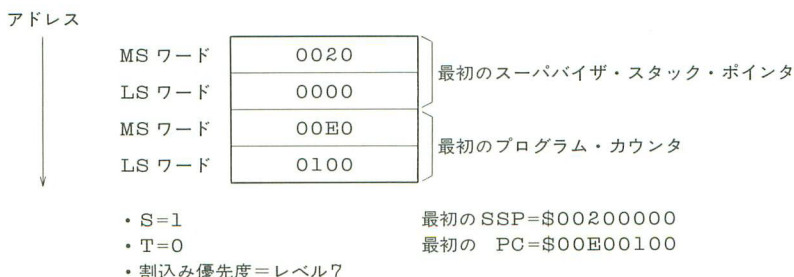 アドレス
MS ワード 0020
LS ワード 0000
最初のスーパバイザ・スタック・ポインタ
MS ワード 00E0
LS ワード 0100
最初のプログラム・カウンタ
・S=1 最初の SSP=$00200000
・T=0 最初の PC=$00E00100
・割込み優先度=レベル7